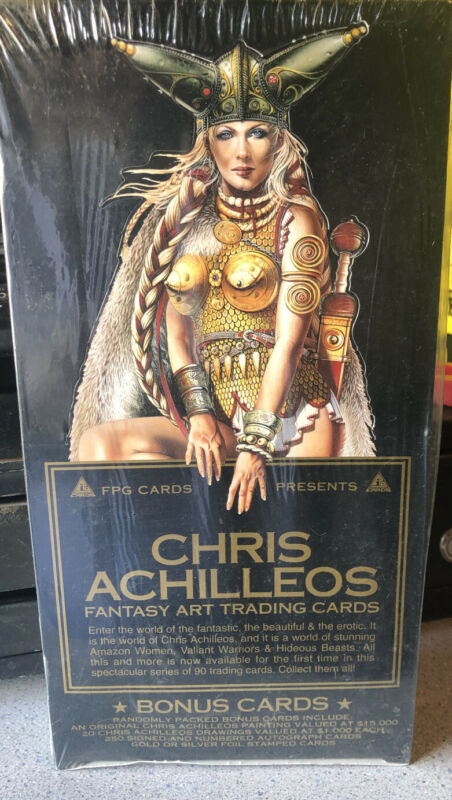 FPG CARDS PRESENTS
CHRIS
ACHILLEOS
FANTASY ART TRADING CARDS
Enter the world of the fantastic, the beautiful & the erotic. It
is the world of Chris Achilleos, and it is a world of stunning
Amazon Women, Valiant Warriors & Hideous Beasts. All
this and more is now available for the first time in this
spectacular series of 90 trading cards. Collect them all!
★ BONUS CARDS ★
RANDOMLY PACKED BONUS CARDS INCLUDE
AN ORIGINAL CHRIS ACHILLEOS PAINTING VALUED AT $15,000
20 CHRIS ACHILLEOS DRAWINGS VALUED AT $1,000 EACH
250 SIGNED AND NUMBERED AUTOGRAPH CARDS
GOLD OR SILVER FOIL STAMPED CARDS